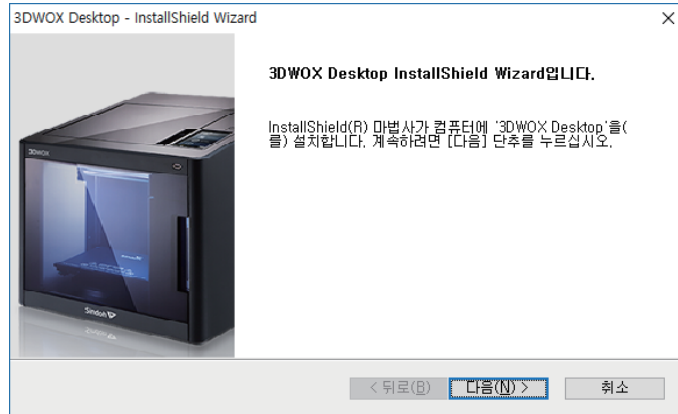 3DWOX Desktop - InstallShield Wizard
3DWOX Desktop InstallShield Wizard입니다.
InstallShield(R) 마법사가 컴퓨터에 '3DWOX Desktop'을(
를) 설치합니다. 계속하려면 [다음] 단추를 누르십시오.
3DWOX
Sindoh
< 뒤로(B) 다음(N) > 취소